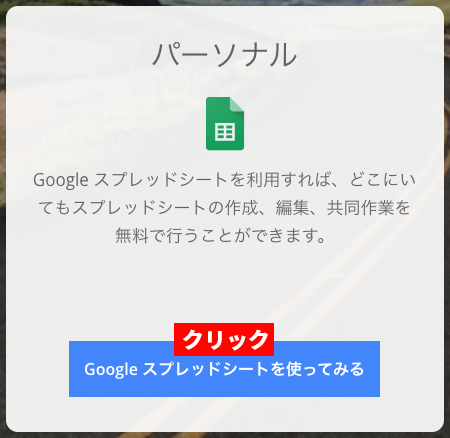 パーソナル
Google スプレッドシートを利用すれば、どこにい
てもスプレッドシートの作成、編集、共同作業を
無料で行うことができます。
クリック
Google スプレッドシートを使ってみる